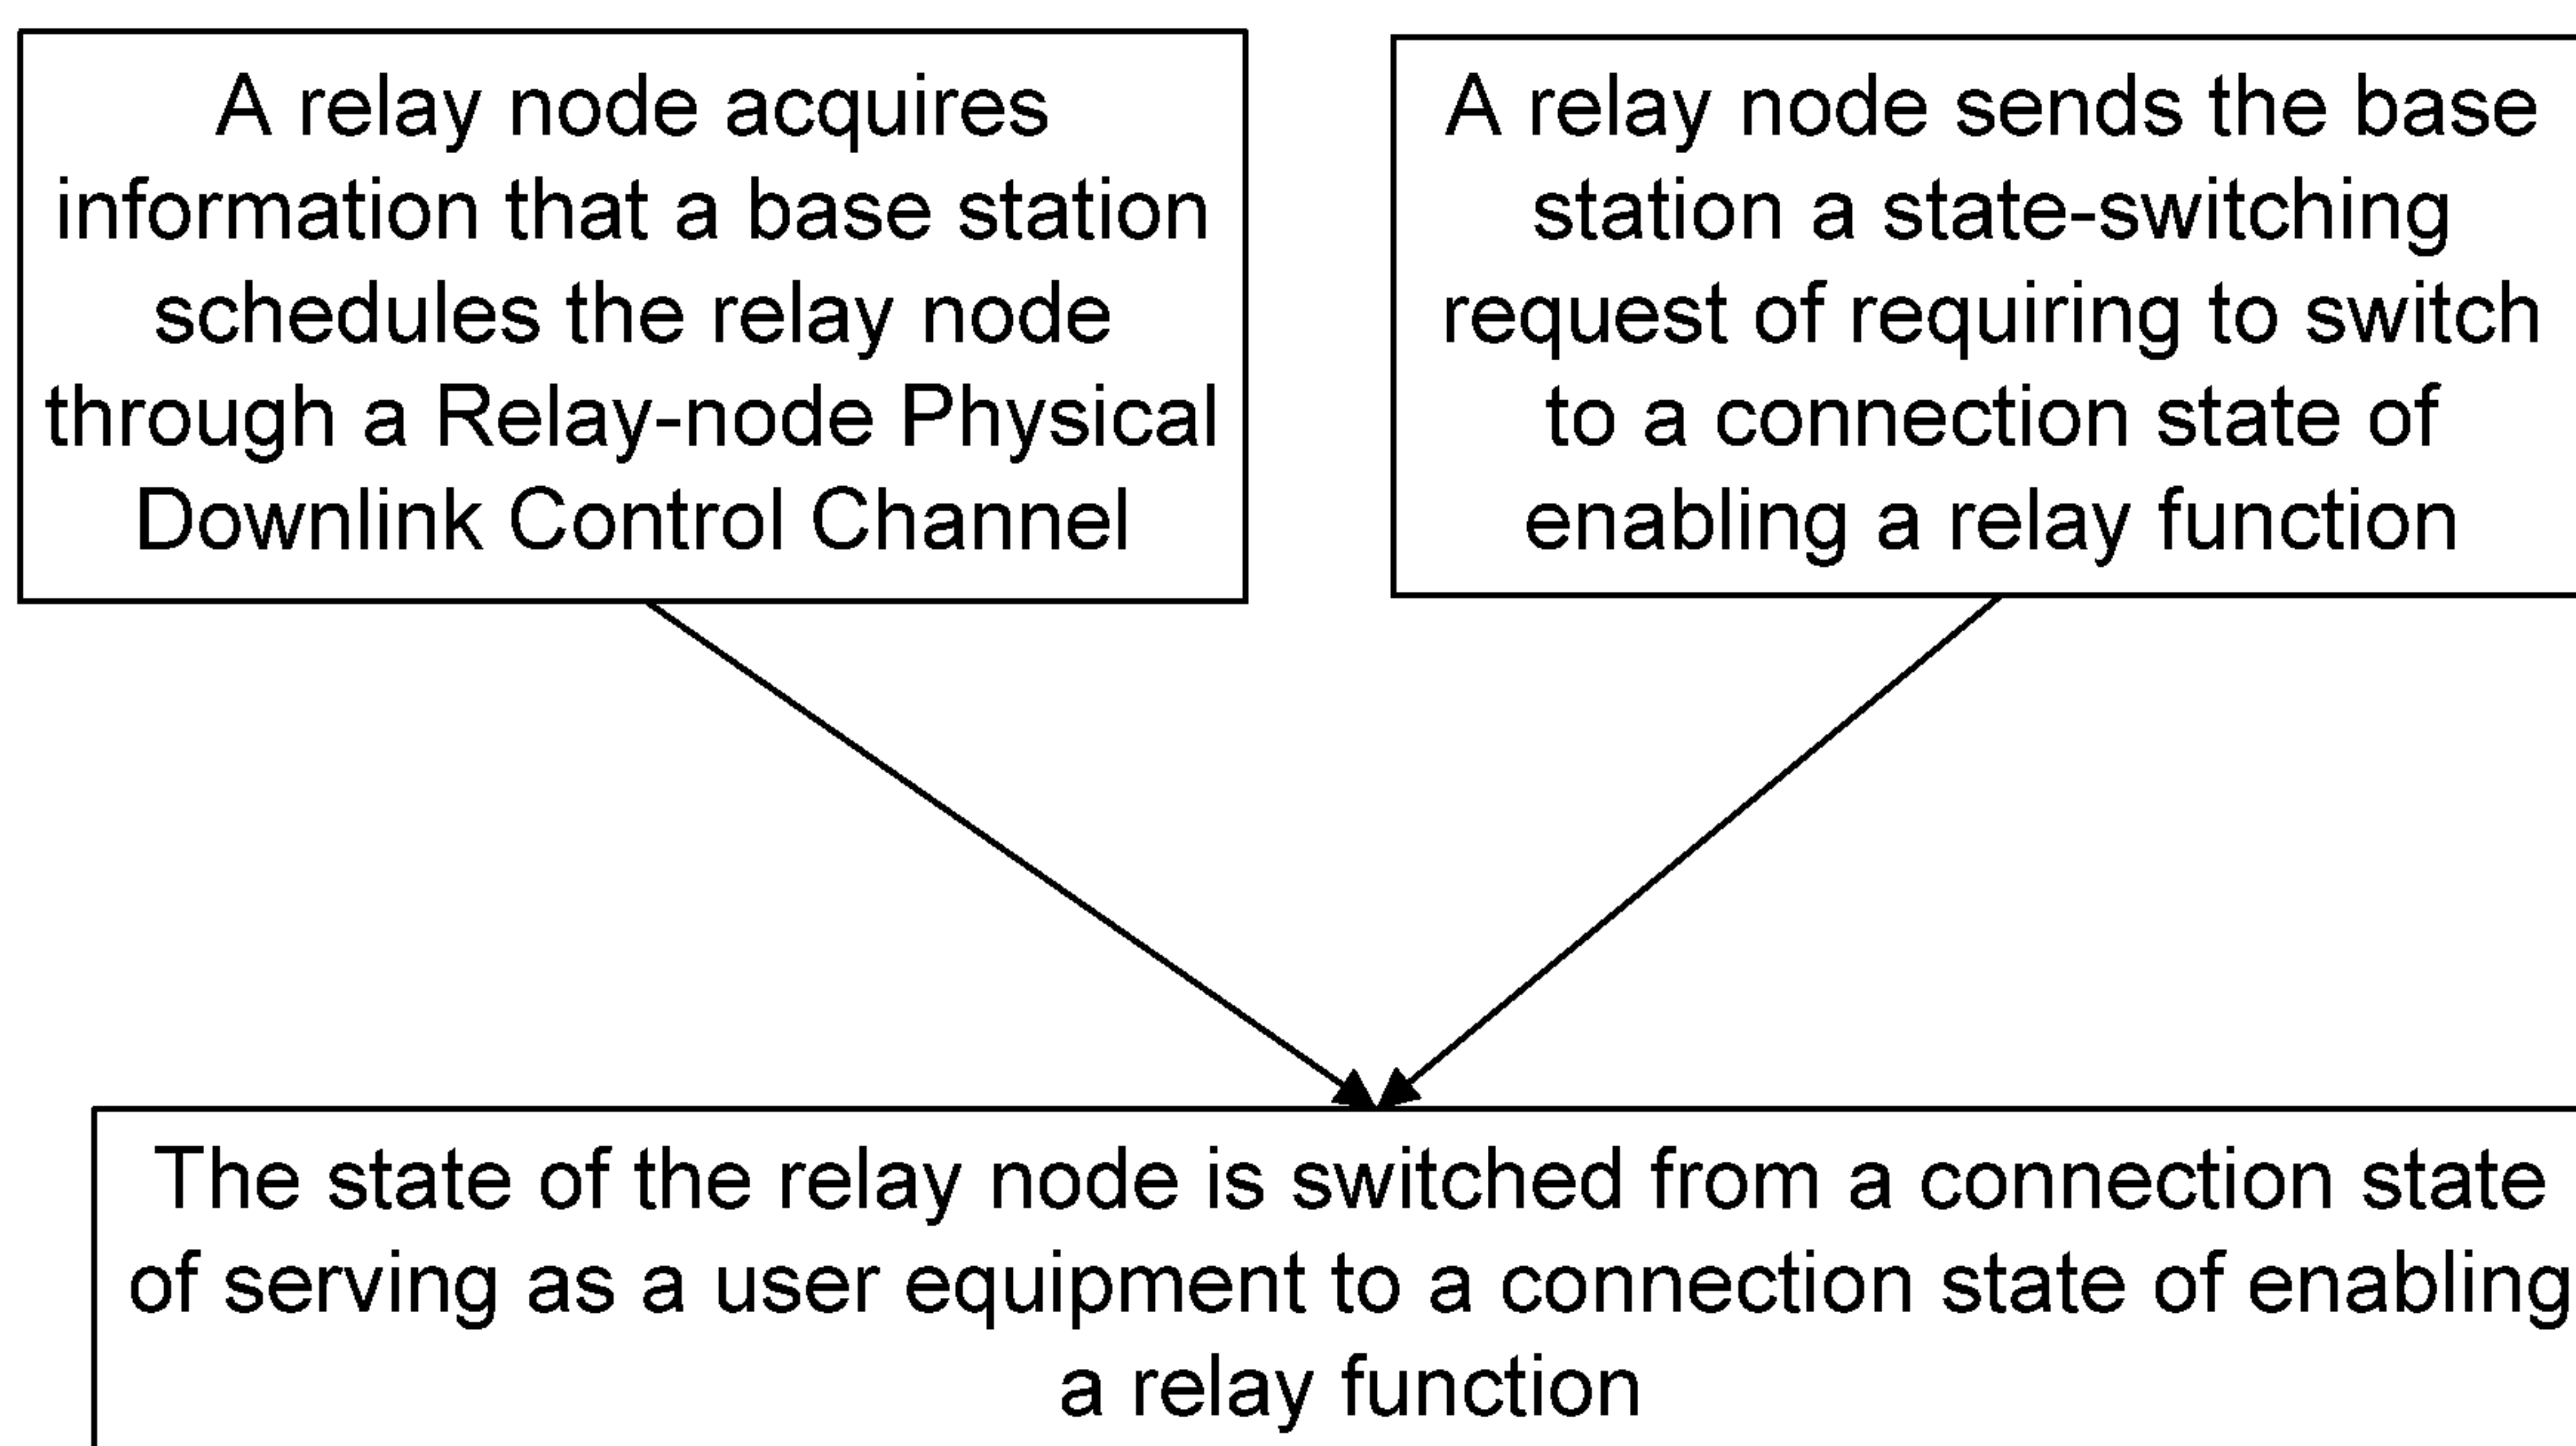 A relay node acquires
information that a base station
schedules the relay node
through a Relay-node Physical
Downlink Control Channel
A relay node sends the base
station a state-switching
request of requiring to switch
to a connection state of
enabling a relay function
The state of the relay node is switched from a connection state
of serving as a user equipment to a connection state of enabling
a relay function